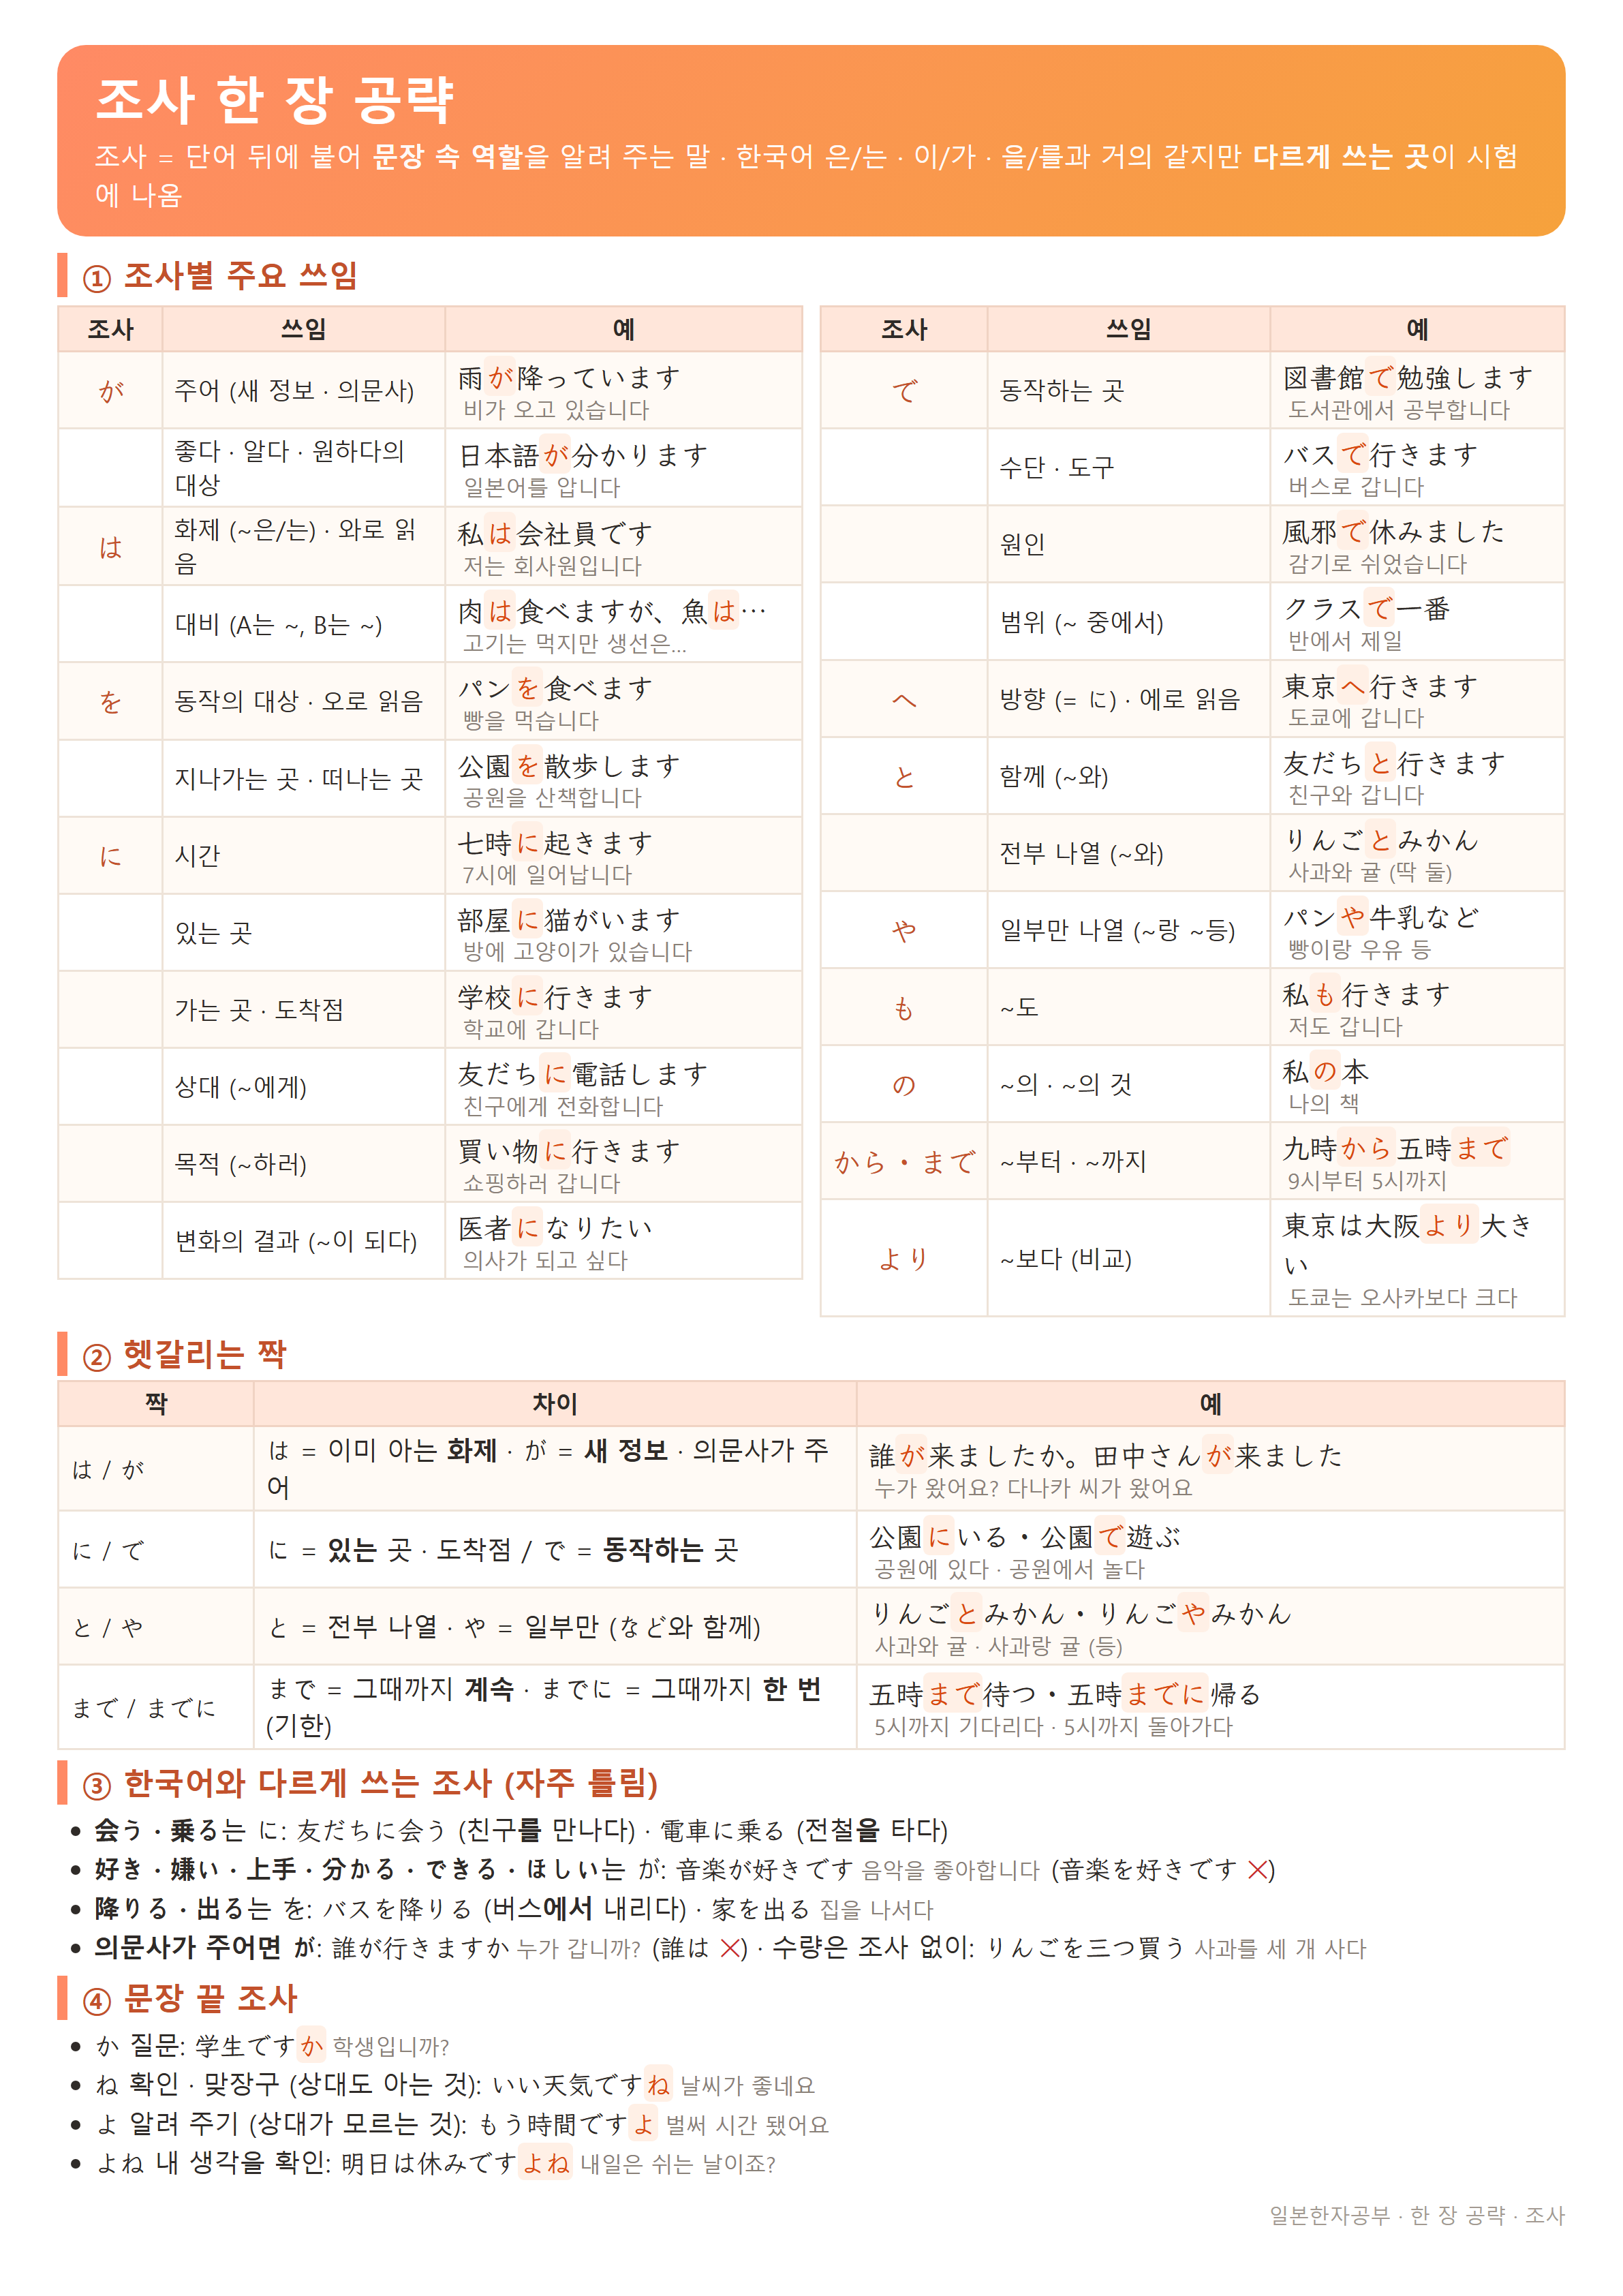 조사 한 장 공략
조사 = 단어 뒤에 붙어 문장 속 역할을 알려 주는 말 · 한국어 은/는 · 이/가 · 을/를과 거의 같지만 다르게 쓰는 곳이 시험
에 나옴
① 조사별 주요 쓰임
조사 쓰임 예
が 주어 (새 정보 · 의문사) 雨が降っています
비가 오고 있습니다
좋다 · 알다 · 원하다의
대상
日本語が分かります
일본어를 압니다
は 화제 (~은/는) · 와로 읽
음
私は会社員です
저는 회사원입니다
대비 (A는 ~, B는 ~) 肉は食べますが、魚は…
고기는 먹지만 생선은...
を 동작의 대상 · 오로 읽음 パンを食べます
빵을 먹습니다
지나가는 곳 · 떠나는 곳 公園を散歩します
공원을 산책합니다
に 시간 七時に起きます
7시에 일어납니다
있는 곳 部屋に猫がいます
방에 고양이가 있습니다
가는 곳 · 도착점 学校に行きます
학교에 갑니다
상대 (~에게) 友だちに電話します
친구에게 전화합니다
목적 (~하러) 買い物に行きます
쇼핑하러 갑니다
변화의 결과 (~이 되다) 医者になりたい
의사가 되고 싶다
조사 쓰임 예
で 동작하는 곳 図書館で勉強します
도서관에서 공부합니다
수단 · 도구 バスで行きます
버스로 갑니다
원인 風邪で休みました
감기로 쉬었습니다
범위 (~ 중에서) クラスで一番
반에서 제일
へ 방향 (= に) · 에로 읽음 東京へ行きます
도쿄에 갑니다
と 함께 (~와) 友だちと行きます
친구와 갑니다
전부 나열 (~와) りんごとみかん
사과와 귤 (딱 둘)
や 일부만 나열 (~랑 ~등) パンや牛乳など
빵이랑 우유 등
も ~도 私も行きます
저도 갑니다
の ~의 · ~의 것 私の本
나의 책
から・まで ~부터 · ~까지 九時から五時まで
9시부터 5시까지
より ~보다 (비교) 東京は大阪より大き
い
도쿄는 오사카보다 크다
② 헷갈리는 짝
짝 차이 예
は / が は = 이미 아는 화제 · が = 새 정보 · 의문사가 주
어
誰が来ましたか。田中さんが来ました
누가 왔어요? 다나카 씨가 왔어요
に / で に = 있는 곳 · 도착점 / で = 동작하는 곳 公園にいる・公園で遊ぶ
공원에 있다 · 공원에서 놀다
と / や と = 전부 나열 · や = 일부만 (など와 함께) りんごとみかん・りんごやみかん
사과와 귤 · 사과랑 귤 (등)
まで / までに まで = 그때까지 계속 · までに = 그때까지 한 번
(기한)
五時まで待つ・五時までに帰る
5시까지 기다리다 · 5시까지 돌아가다
③ 한국어와 다르게 쓰는 조사 (자주 틀림)
• 会う · 乗る는 に: 友だちに会う (친구를 만나다) · 電車に乗る (전철을 타다)
• 好き · 嫌い · 上手 · 分かる · できる · ほしい는 が: 音楽が好きです 음악을 좋아합니다 (音楽を好きです ✕)
• 降りる · 出る는 を: バスを降りる (버스에서 내리다) · 家を出る 집을 나서다
• 의문사가 주어면 が: 誰が行きますか 누가 갑니까? (誰は ✕) · 수량은 조사 없이: りんごを三つ買う 사과를 세 개 사다
④ 문장 끝 조사
• か 질문: 学生ですか 학생입니까?
• ね 확인 · 맞장구 (상대도 아는 것): いい天気ですね 날씨가 좋네요
• よ 알려 주기 (상대가 모르는 것): もう時間ですよ 벌써 시간 됐어요
• よね 내 생각을 확인: 明日は休みですよね 내일은 쉬는 날이죠?
일본한자공부 · 한 장 공략 · 조사